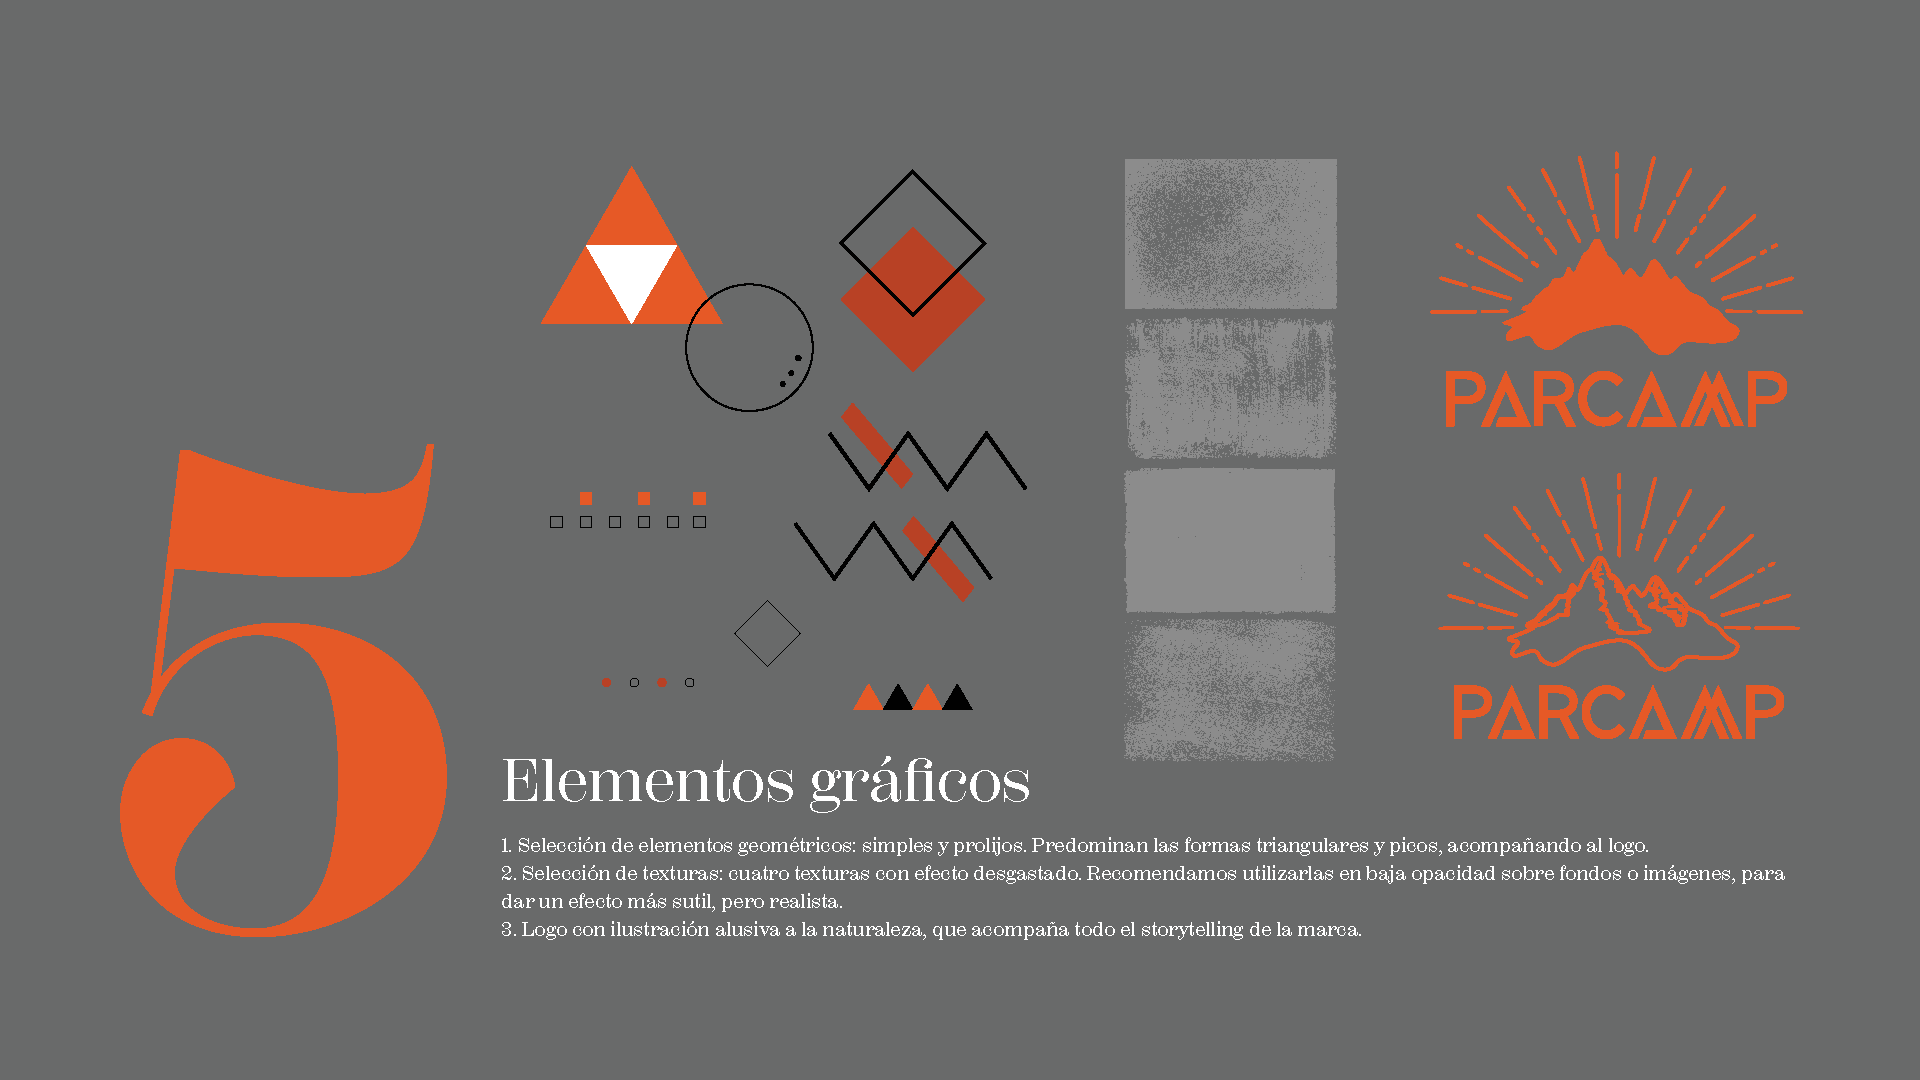 PARCAMP
PARCAMP
5
Elementos gráficos
1. Selección de elementos geométricos: simples y prolijos. Predominan las formas triangulares y picos, acompañando al logo.
2. Selección de texturas: cuatro texturas con efecto desgastado. Recomendamos utilizarlas en baja opacidad sobre fondos o imágenes, para
dar un efecto más sutil, pero realista.
3. Logo con ilustración alusiva a la naturaleza, que acompaña todo el storytelling de la marca.